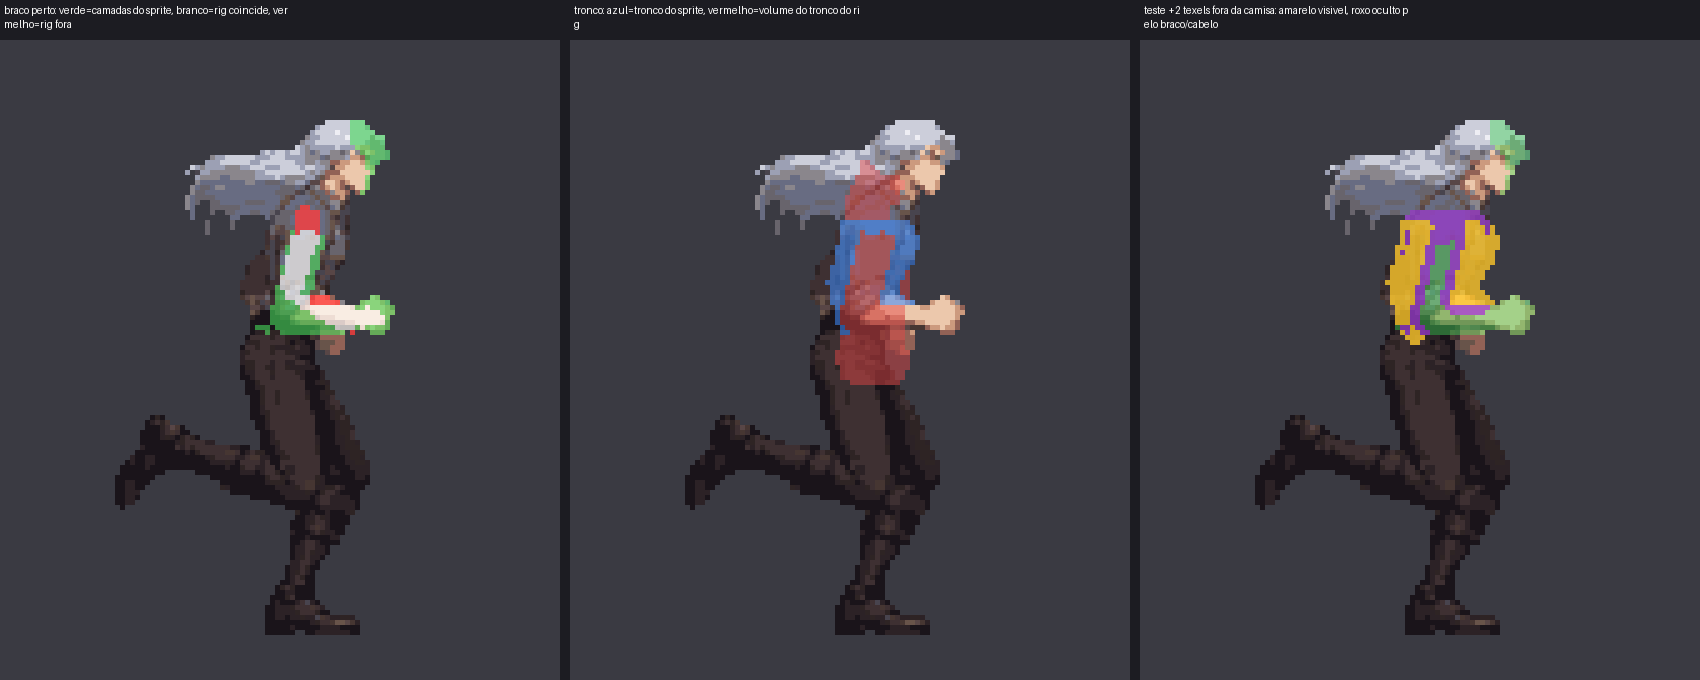 braco perto: verde=camadas do sprite, branco=rig coincide, ver
melho=rig fora
tronco: azul=tronco do sprite, vermelho=volume do tronco do ri
g
teste +2 texels fora da camisa: amarelo visivel, roxo oculto p
elo braco/cabelo